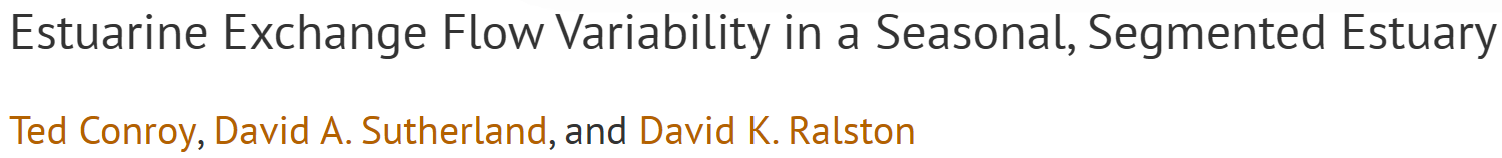 Estuarine Exchange Flow Variability in a Seasonal, Segmented Estuary
Ted Conroy, David A. Sutherland, and David K. Ralston